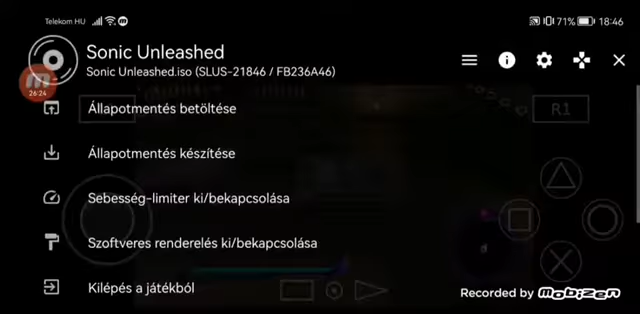 Telekom HU 71% 18:46
Sonic Unleashed
Sonic Unleashed.iso (SLUS-21846 / FB236A46)
26:24
Állapotmentés betöltése
R1
Állapotmentés készítése
Sebesség-limiter ki/bekapcsolása
Szoftveres renderelés ki/bekapcsolása
Kilépés a játékból
Recorded by Mobizen